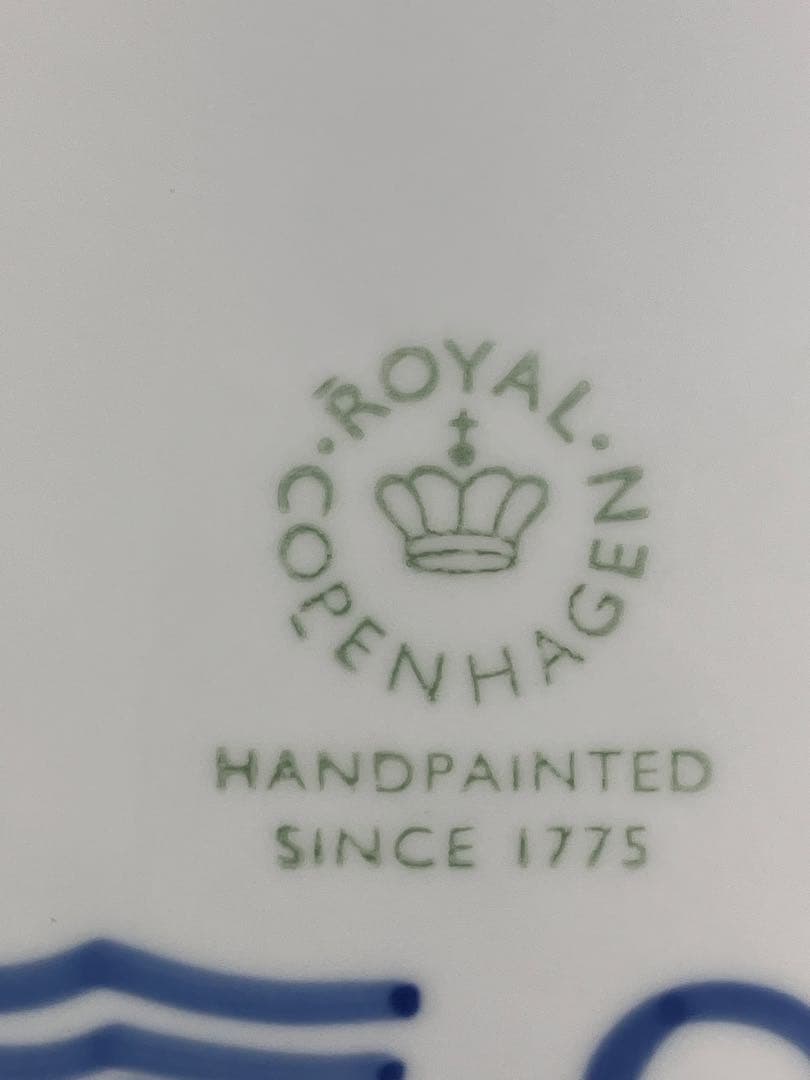 ·ROYAL·
COPENHAGEN
HANDPAINTED
SINCE 1775